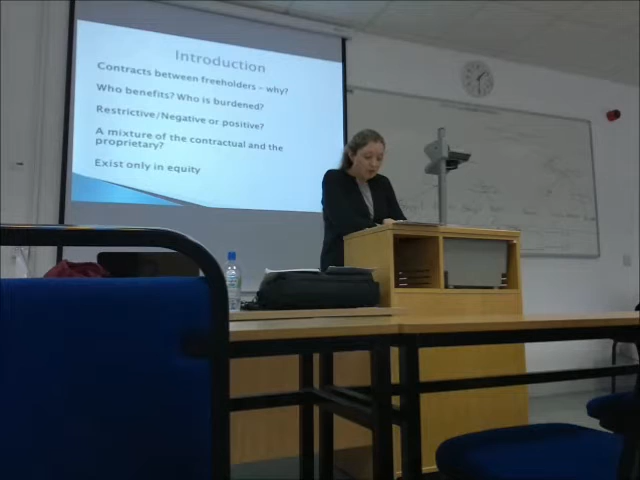 Introduction
Contracts between freeholders – why?
Who benefits? Who is burdened?
Restrictive/Negative or positive?
A mixture of the contractual and the
proprietary?
Exist only in equity